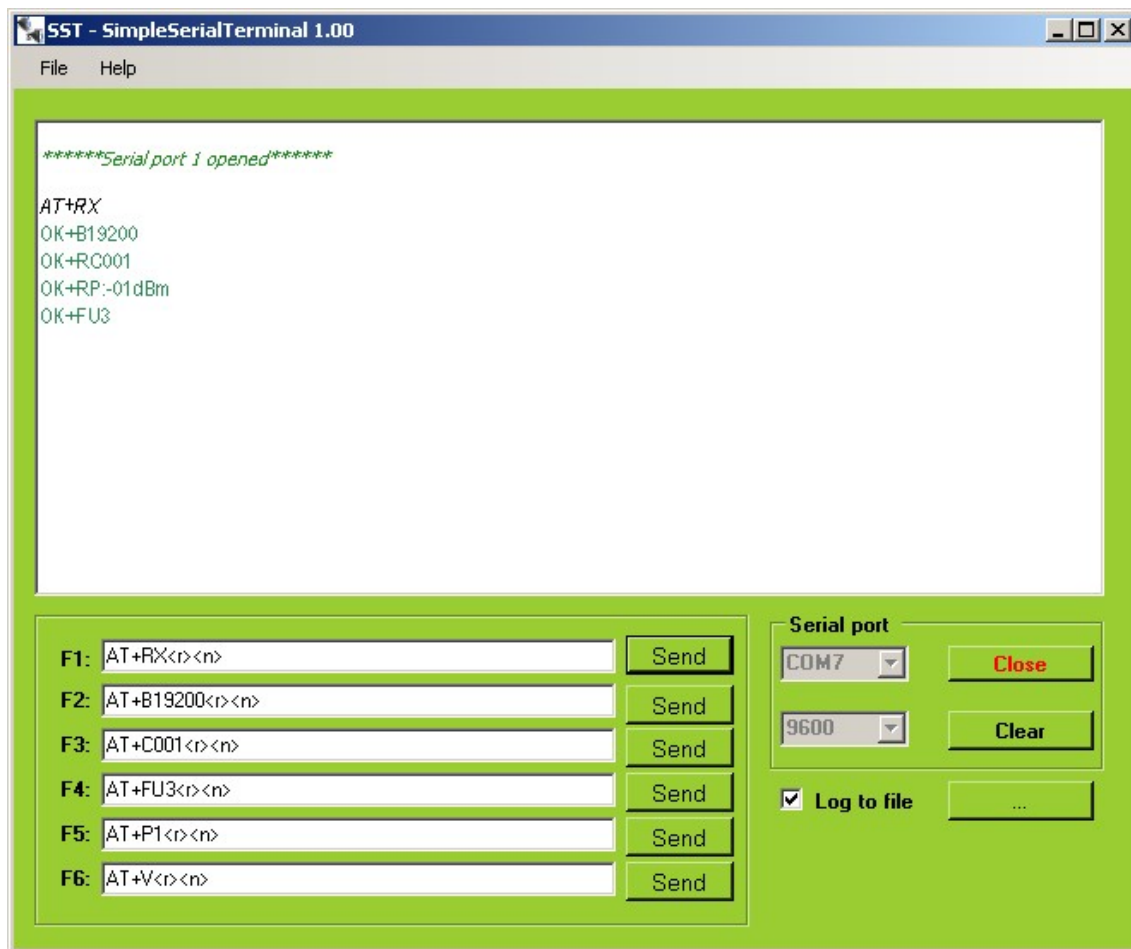 SST - SimpleSerialTerminal 1.00
File Help
******Serial port 1 opened******
AT+RX
OK+B19200
OK+RC001
OK+RP:-01dBm
OK+FU3
F1: AT+RX<r><n> Send
F2: AT+B19200<r><n> Send
F3: AT+C001<r><n> Send
F4: AT+FU3<r><n> Send
F5: AT+P1<r><n> Send
F6: AT+V<r><n> Send
Serial port
COM7 Close
9600 Clear
Log to file ...